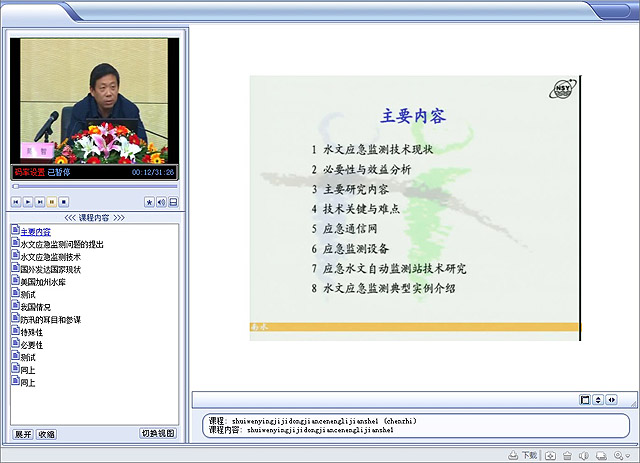 智
码率设置 已暂停 00:12/31:26
<<< 课程内容 >>>
主要内容
水文应急监测问题的提出
水文应急监测技术
国外发达国家现状
美国加州水库
测试
我国情况
防汛的耳目和参谋
特殊性
必要性
测试
同上
同上
展开 收缩 切换视图
NSY
主要内容
1 水文应急监测技术现状
2 必要性与效益分析
3 主要研究内容
4 技术关键与难点
5 应急通信网
6 应急监测设备
7 应急水文自动监测站技术研究
8 水文应急监测典型实例介绍
南水
课程: shuiwenyingjijidongjiancenenglijianshel (chenzhi)
课程内容: shuiwenyingjijidongjiancenenglijianshel
下载